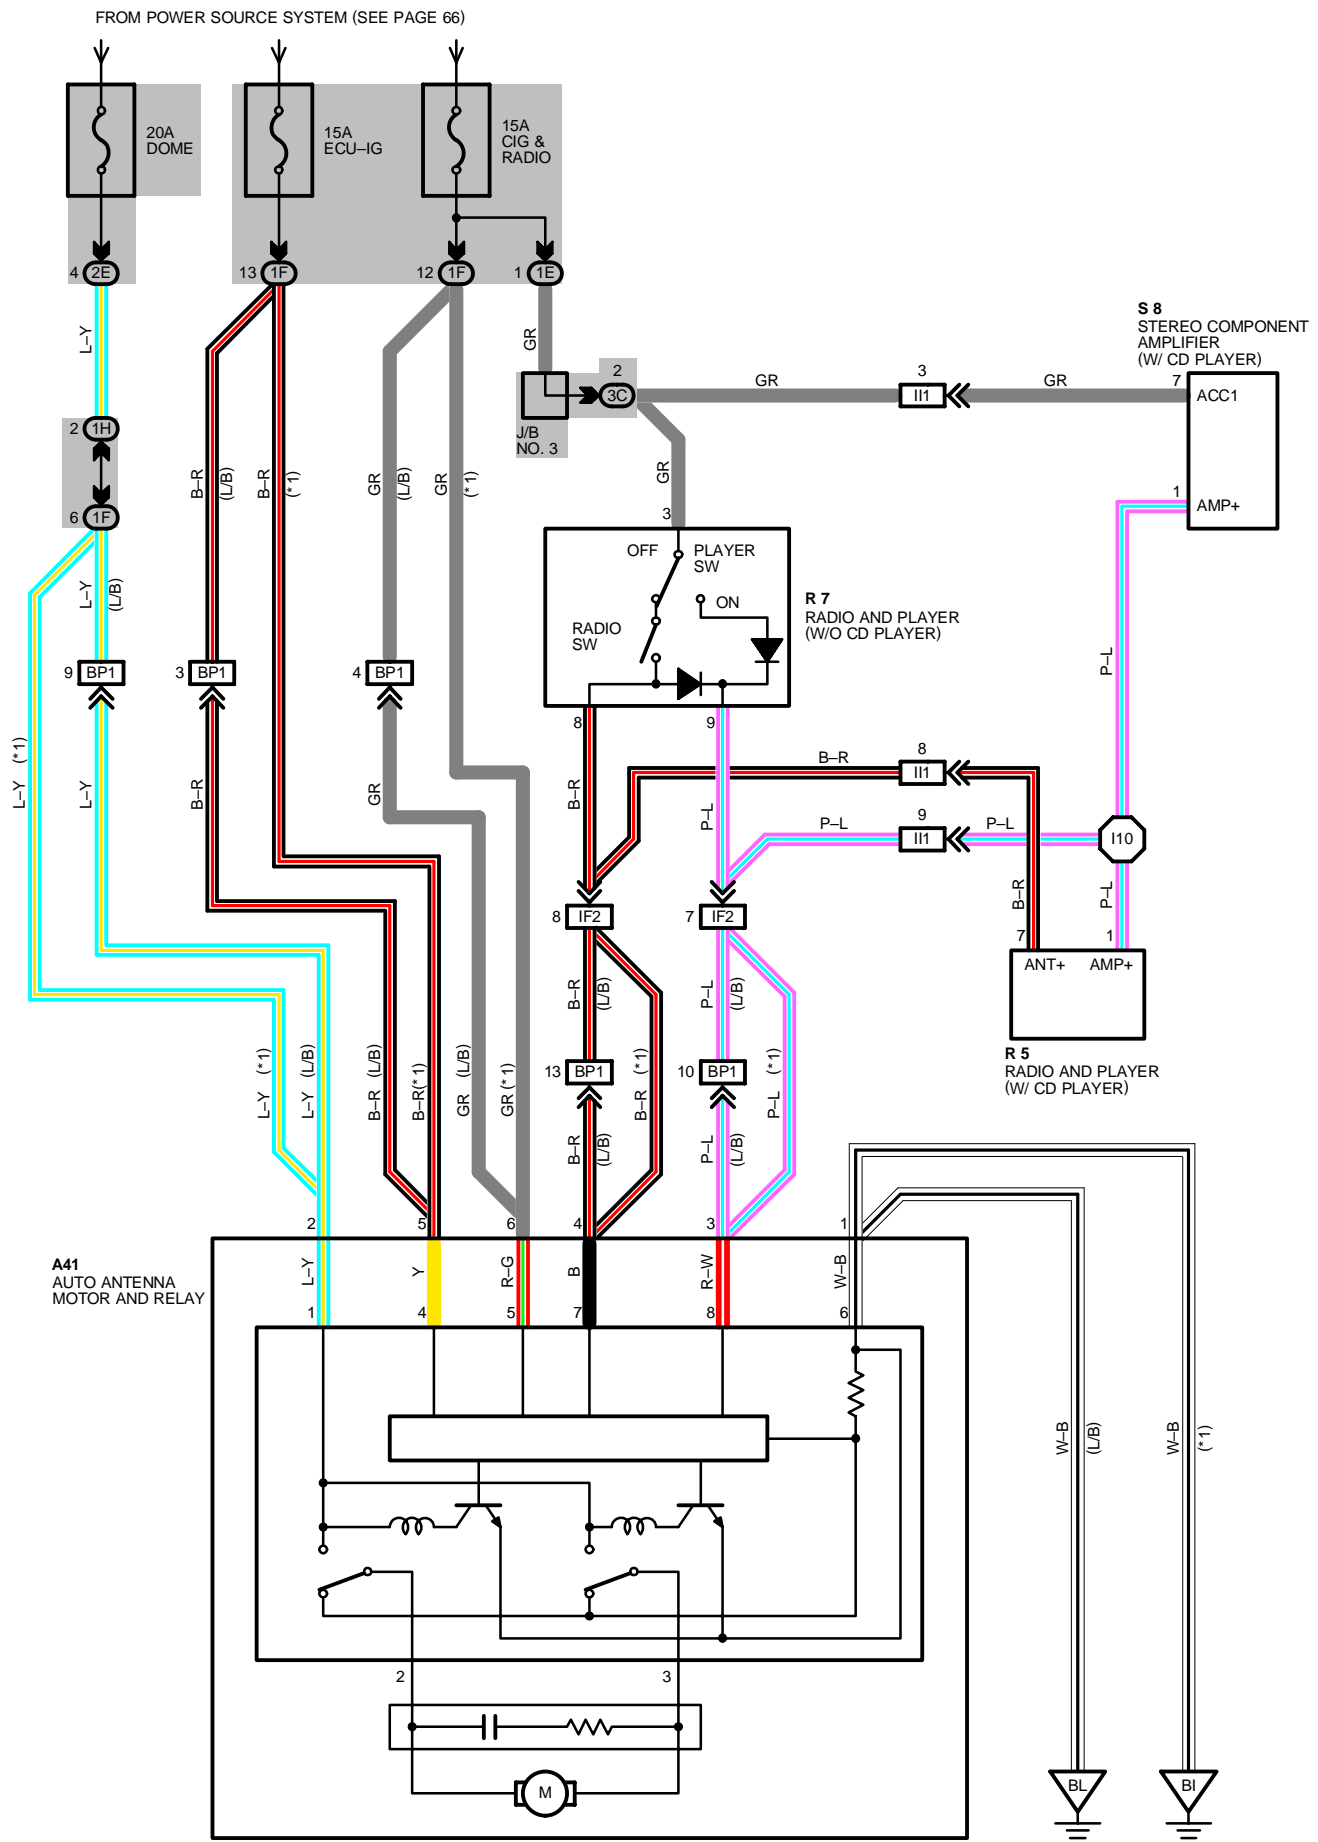 FROM POWER SOURCE SYSTEM (SEE PAGE 66)
20A
DOME
15A
ECU–IG
15A
CIG &
RADIO
4 2E
13 1F
12 1F
1 1E
L–Y
GR
2
3C
J/B
NO. 3
GR
3
II1
GR
S 8
STEREO COMPONENT
AMPLIFIER
(W/ CD PLAYER)
7
ACC1
1
AMP+
2 1H
6 1F
B–R
(L/B)
B–R
(*1)
GR
(L/B)
GR
(*1)
GR
3
OFF
PLAYER
SW
ON
RADIO
SW
R 7
RADIO AND PLAYER
(W/O CD PLAYER)
L–Y
(L/B)
9 BP1
3 BP1
4 BP1
P–L
8
9
L–Y (*1)
L–Y
B–R
GR
B–R
P–L
B–R
8
II1
P–L
9
II1
P–L
I10
B–R
P–L
8 IF2
7 IF2
7
1
ANT+
AMP+
R 5
RADIO AND PLAYER
(W/ CD PLAYER)
B–R
(L/B)
P–L
(L/B)
13 BP1
10 BP1
L–Y (*1)
L–Y (L/B)
B–R (L/B)
B–R(*1)
GR (L/B)
GR (*1)
B–R
(L/B)
B–R (*1)
P–L
(L/B)
P–L (*1)
2
5
6
4
3
1
A41
AUTO ANTENNA
MOTOR AND RELAY
L–Y
Y
R–G
B
R–W
W–B
1
4
5
7
8
6
W–B
(L/B)
W–B
(*1)
2
3
M
BL
BI